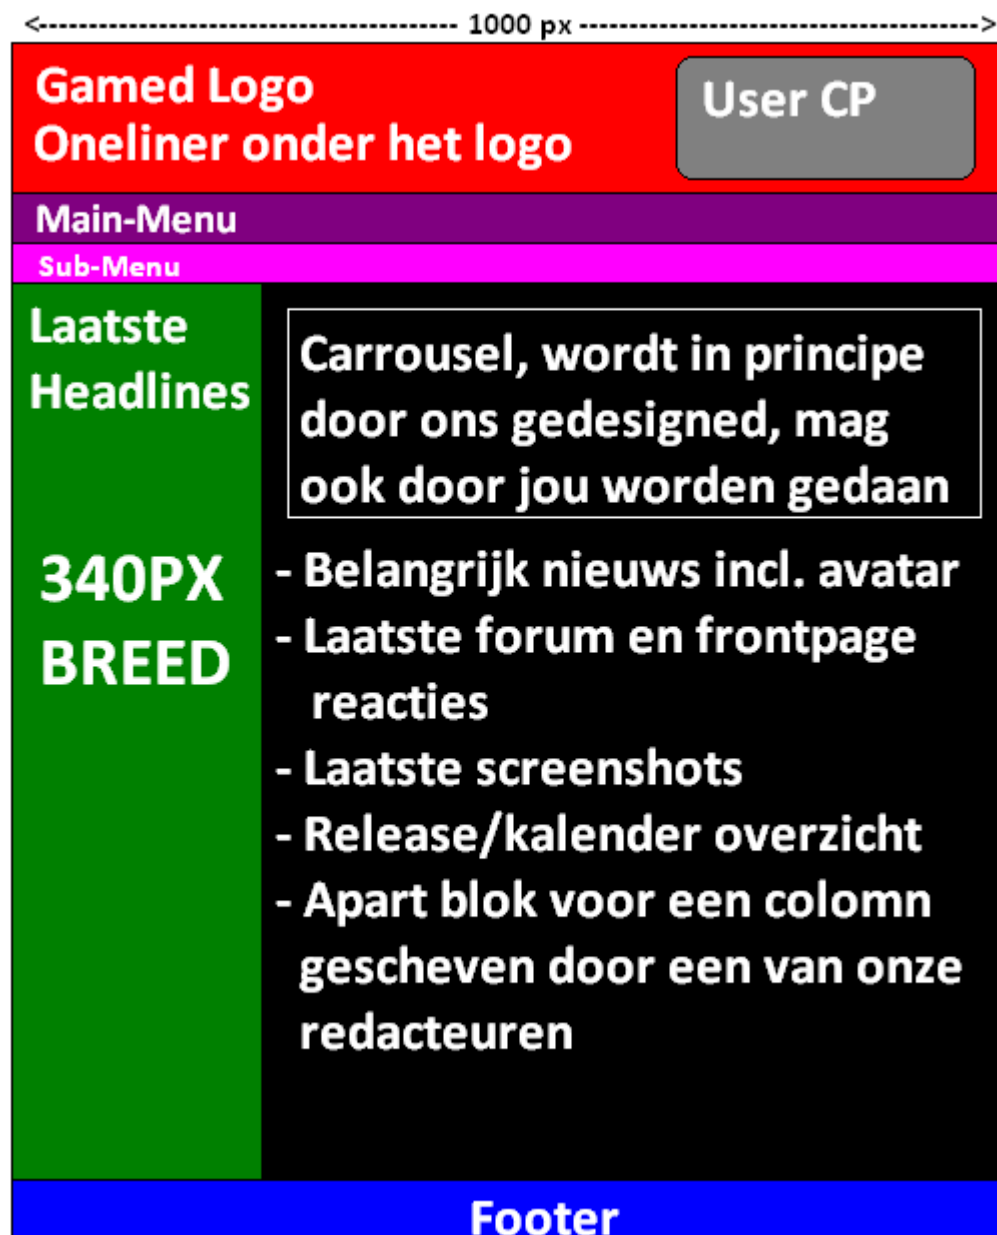 <---------------------------------------- 1000 px --------------------------------------->
Gamed Logo
Oneliner onder het logo
User CP
Main-Menu
Sub-Menu
Laatste
Headlines
340PX
BREED
Carrousel, wordt in principe
door ons gedesigned, mag
ook door jou worden gedaan
- Belangrijk nieuws incl. avatar
- Laatste forum en frontpage
reacties
- Laatste screenshots
- Release/kalender overzicht
- Apart blok voor een colomn
gescheven door een van onze
redacteuren
Footer